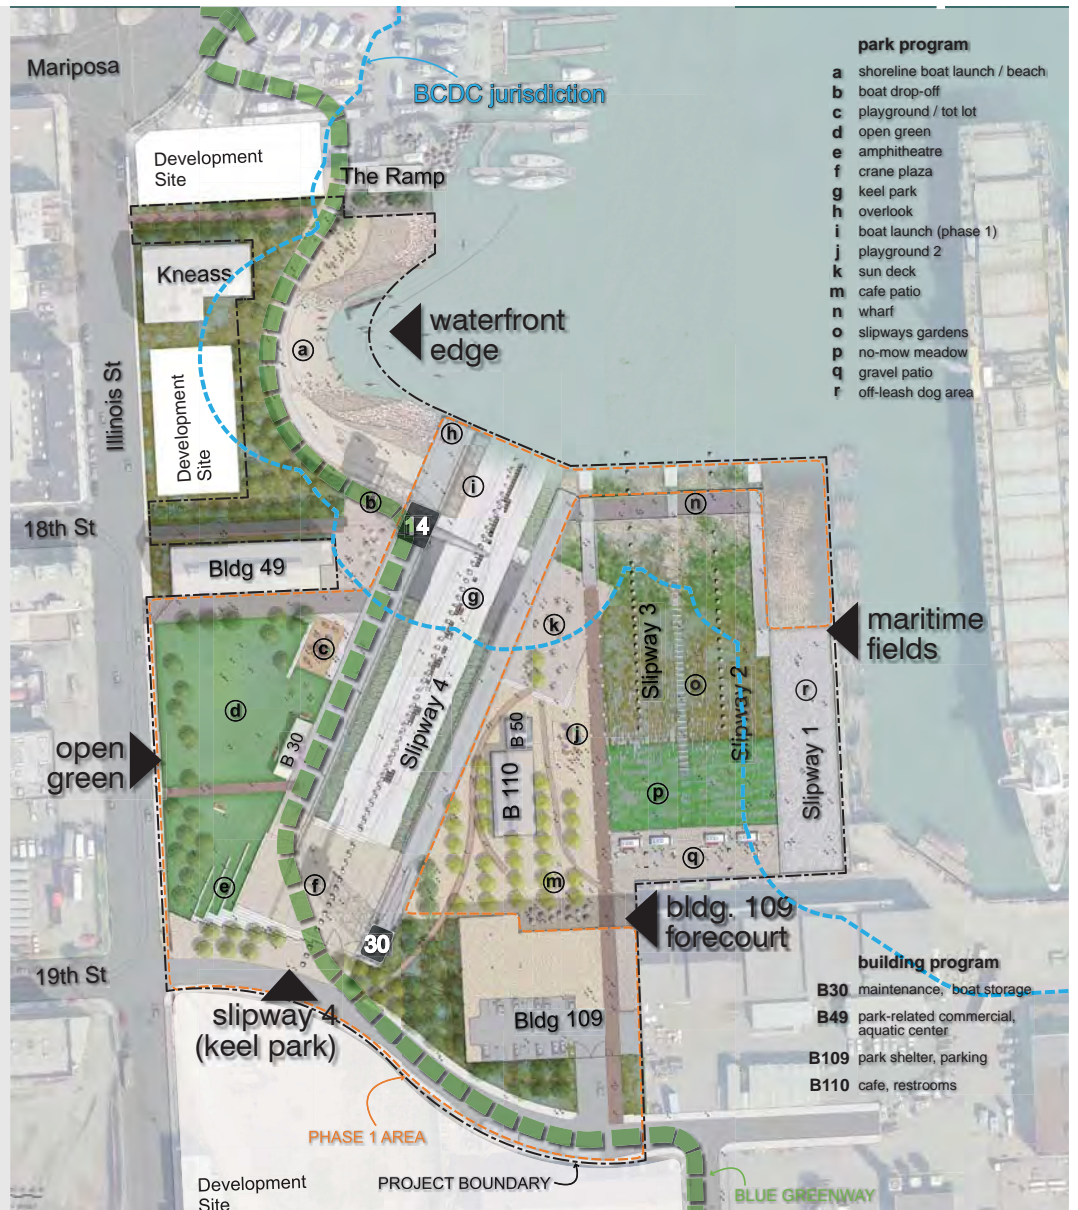 park program
a shoreline boat launch / beach
b boat drop-off
c playground / tot lot
d open green
e amphitheatre
f crane plaza
g keel park
h overlook
i boat launch (phase 1)
j playground 2
k sun deck
m cafe patio
n wharf
o slipways gardens
p no-mow meadow
q gravel patio
r off-leash dog area
Mariposa
BCDC jurisdiction
Development
Site
The Ramp
Kneass
waterfront
edge
a
Illinois St
Development
Site
h
i
b
n
14
18th St
Bldg 49
g
k
c
maritime
fields
Slipway 3
o
Slipway 2
r
d
Slipway 4
open
green
B 30
B 50
j
B 110
p
Slipway 1
q
e
f
m
bldg. 109
forecourt
30
19th St
slipway 4
(keel park)
Bldg 109
building program
B30 maintenance, boat storage
B49 park-related commercial,
aquatic center
B109 park shelter, parking
B110 cafe, restrooms
PHASE 1 AREA
PROJECT BOUNDARY
BLUE GREENWAY
Development
Site